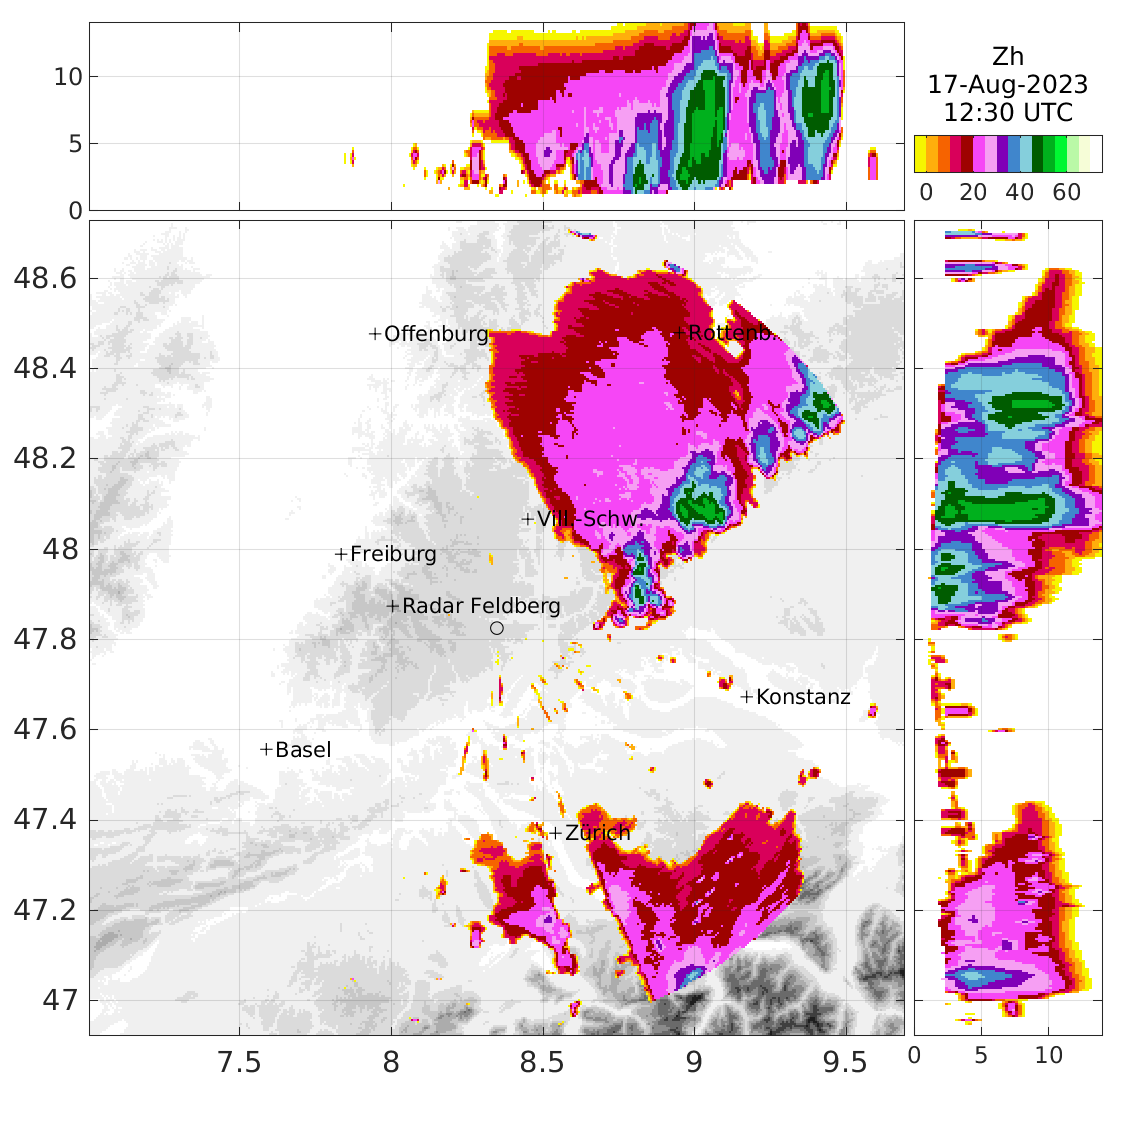 10
5
0
Zh
17-Aug-2023
12:30 UTC
0 20 40 60
48.6
48.4
48.2
48
47.8
47.6
47.4
47.2
47
+Offenburg
+Rottenb.
+Vill.-Schw.
+Freiburg
+Radar Feldberg
+Konstanz
+Basel
+Zürich
7.5 8 8.5 9 9.5
0 5 10